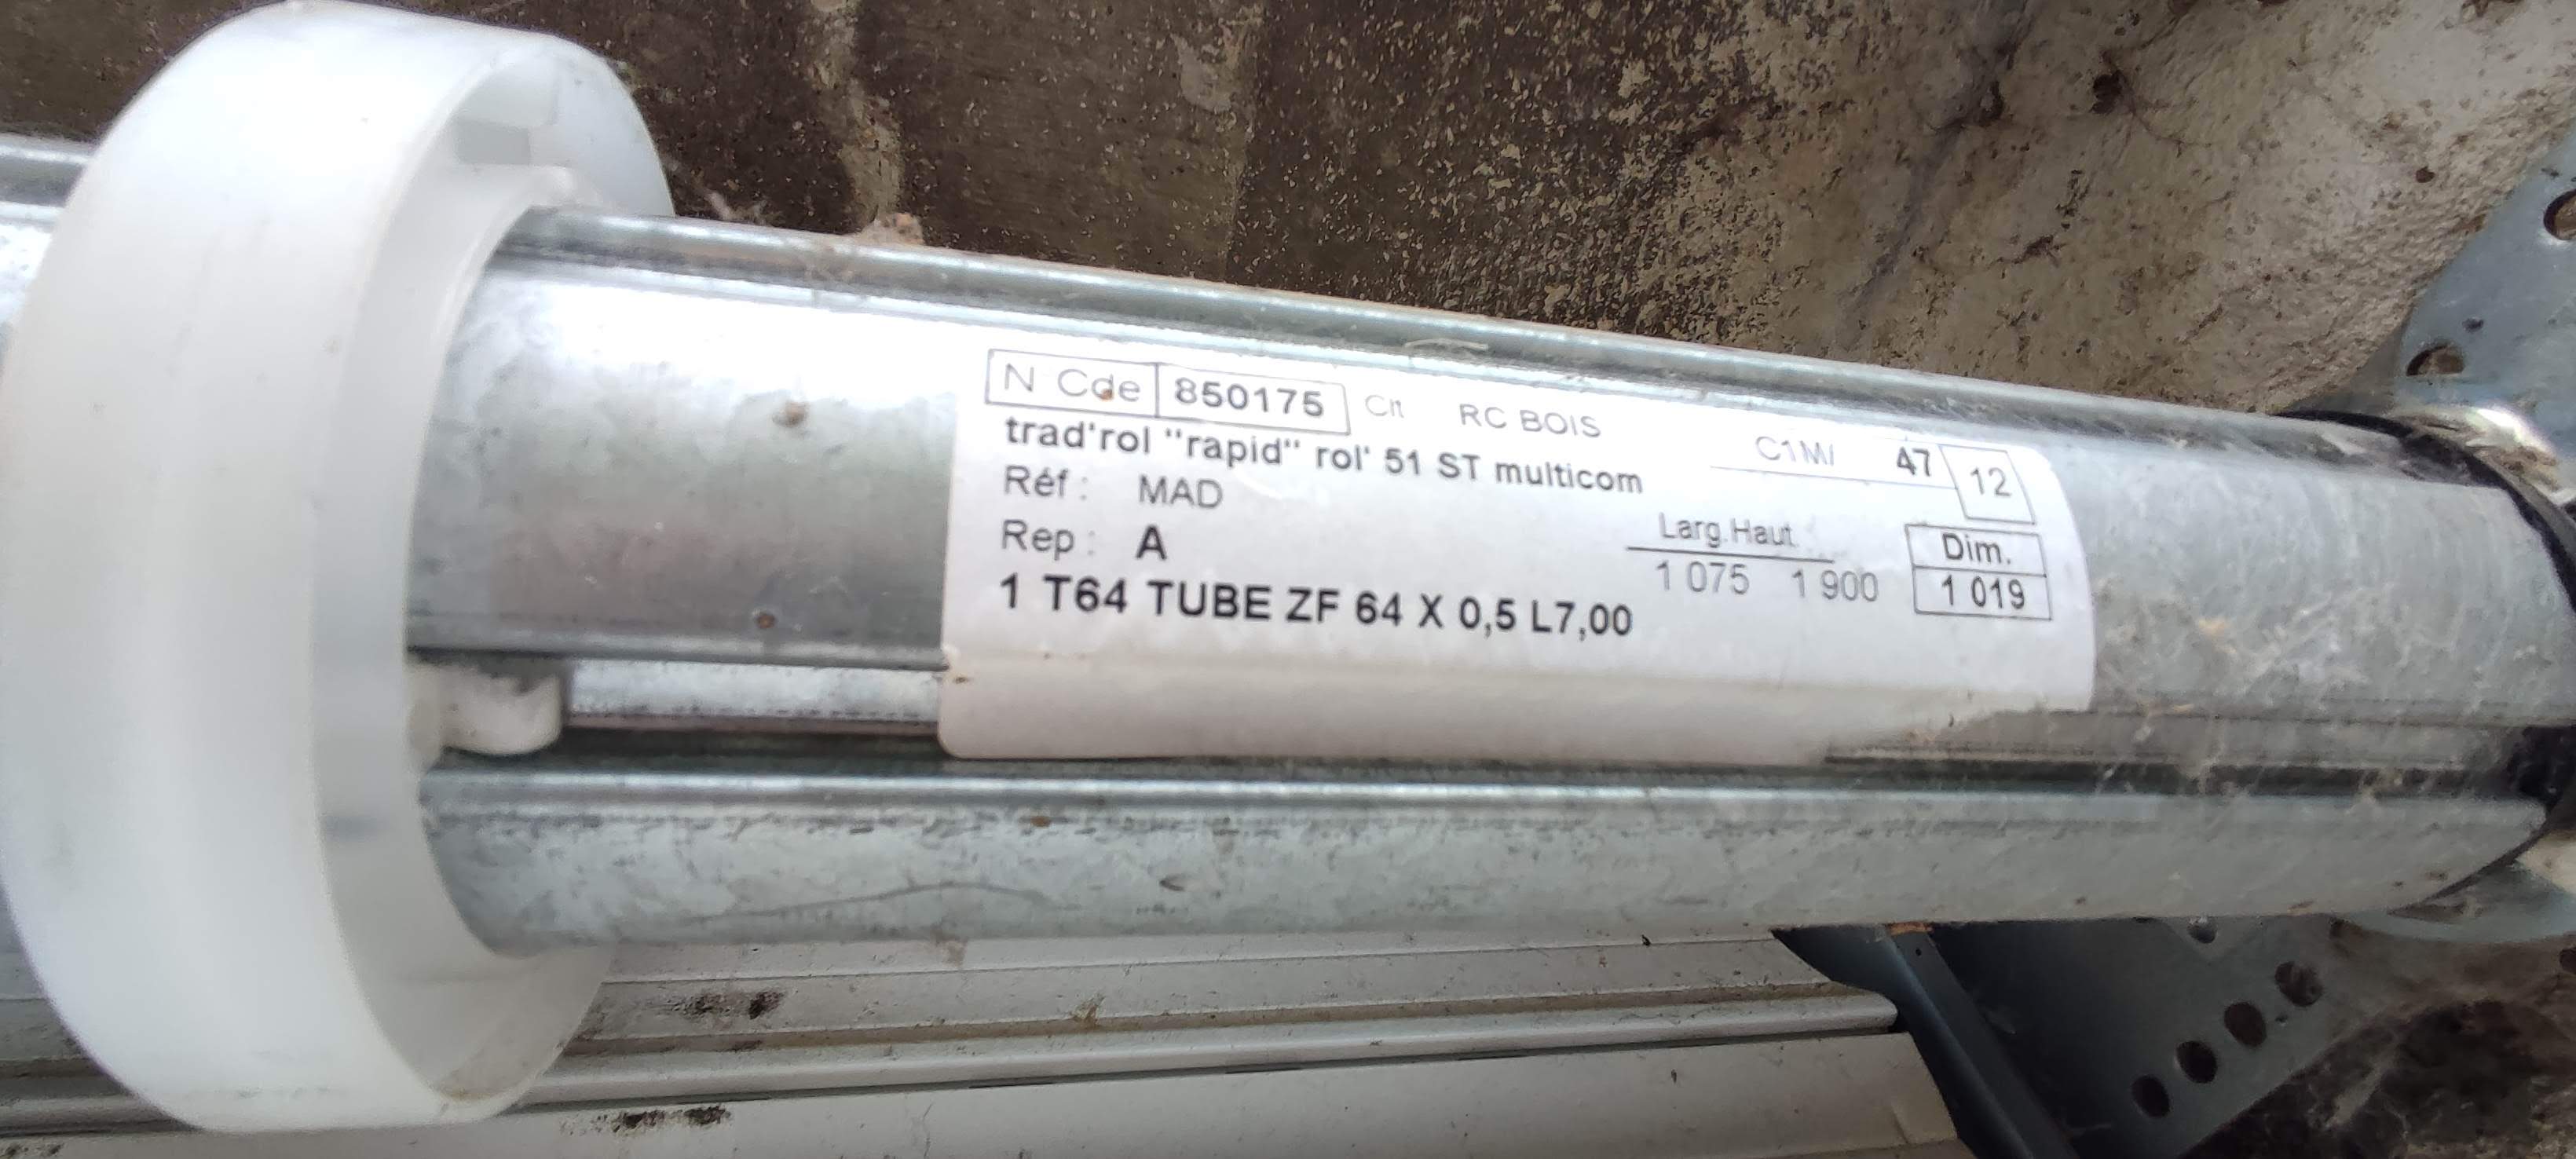 N Cde 850175 Clt RC BOIS C1M/ 47 12
trad'rol "rapid" rol' 51 ST multicom
Réf : MAD
Rep : A
Larg. Haut. Dim.
1 075 1 900 1 019
1 T64 TUBE ZF 64 X 0,5 L7,00